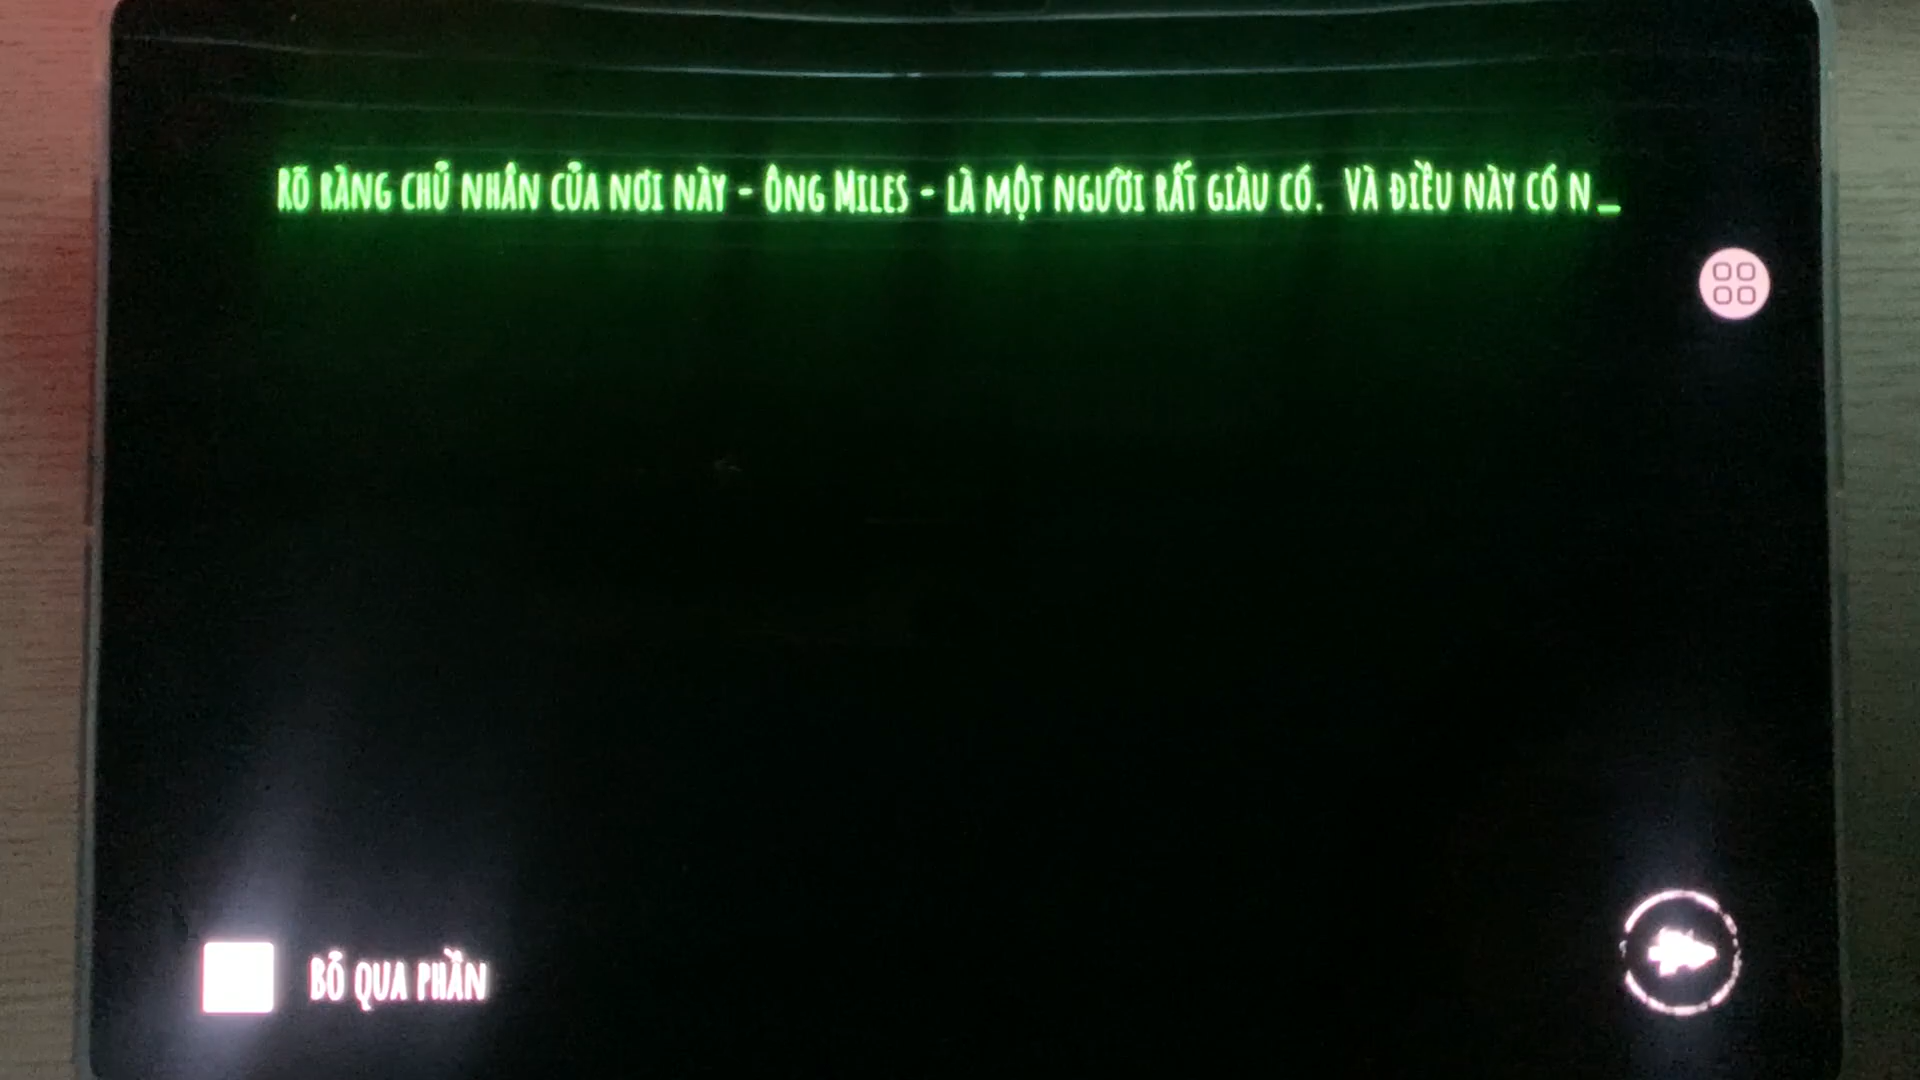 Rõ ràng chủ nhân của nơi này - Ông Miles - là một người rất giàu có. Và điều này có n_
Bỏ qua phần